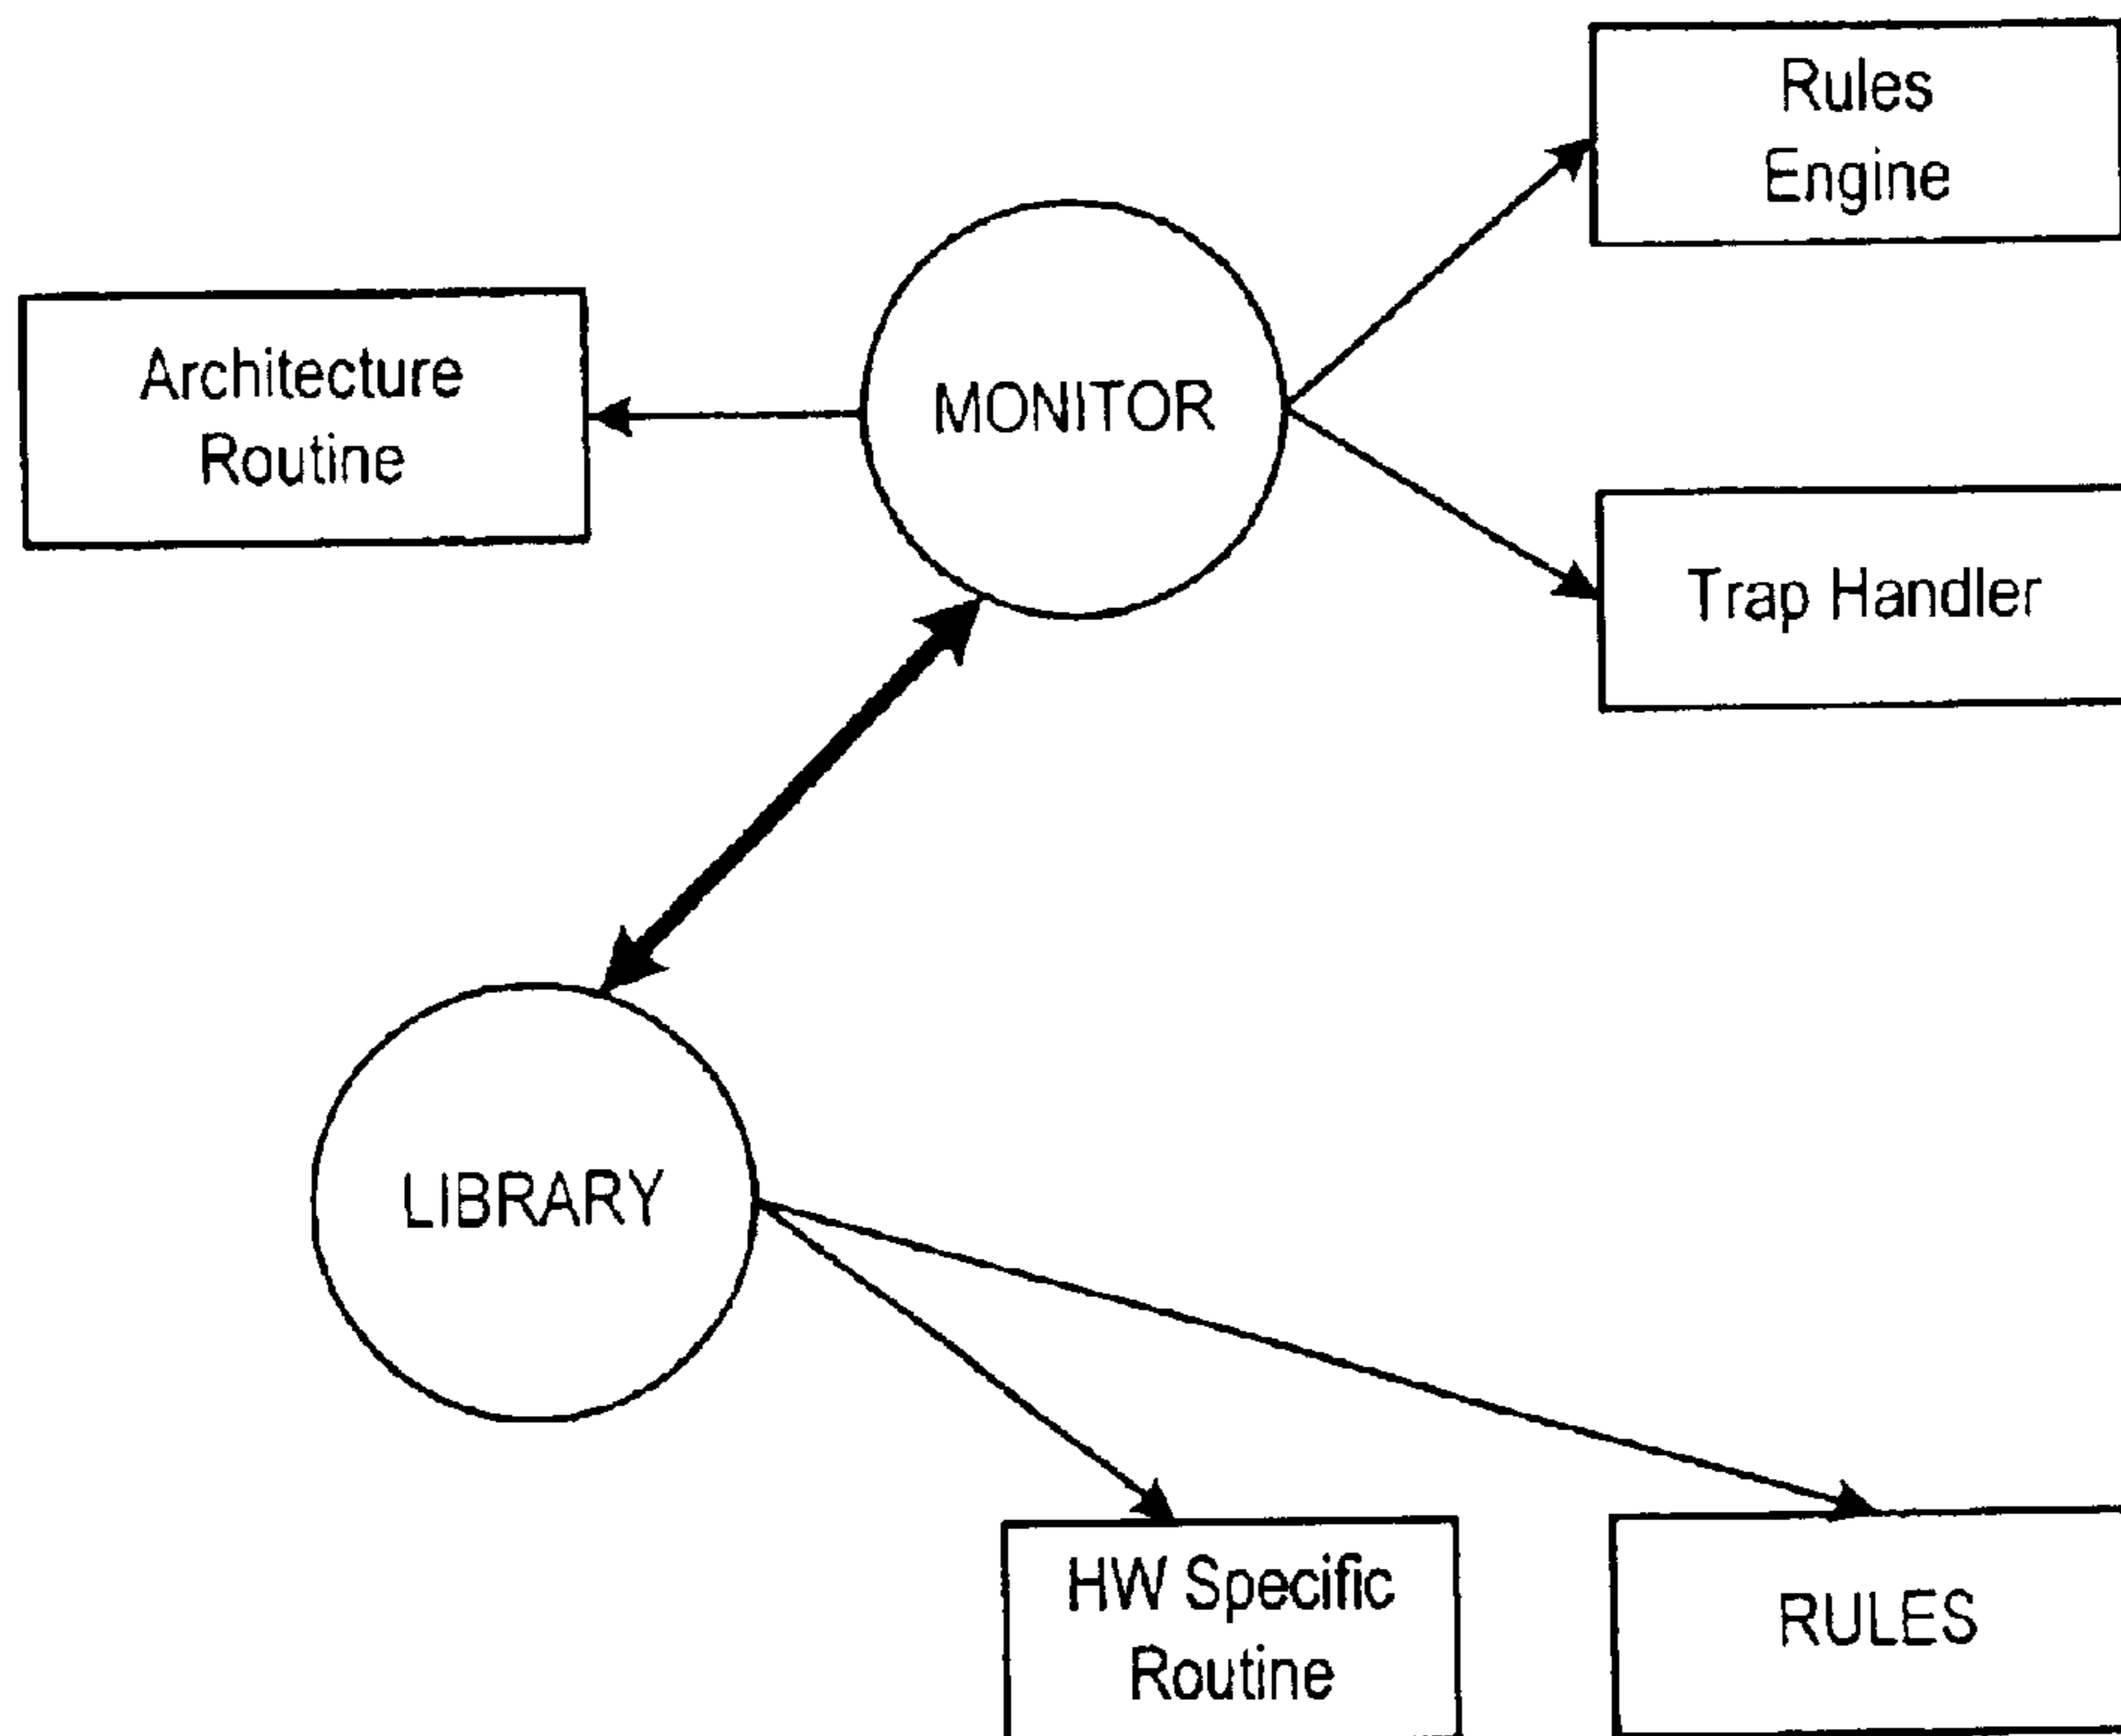 Rules
Engine
Architecture
Routine
MONITOR
Trap Handler
LIBRARY
HW Specific
Routine
RULES